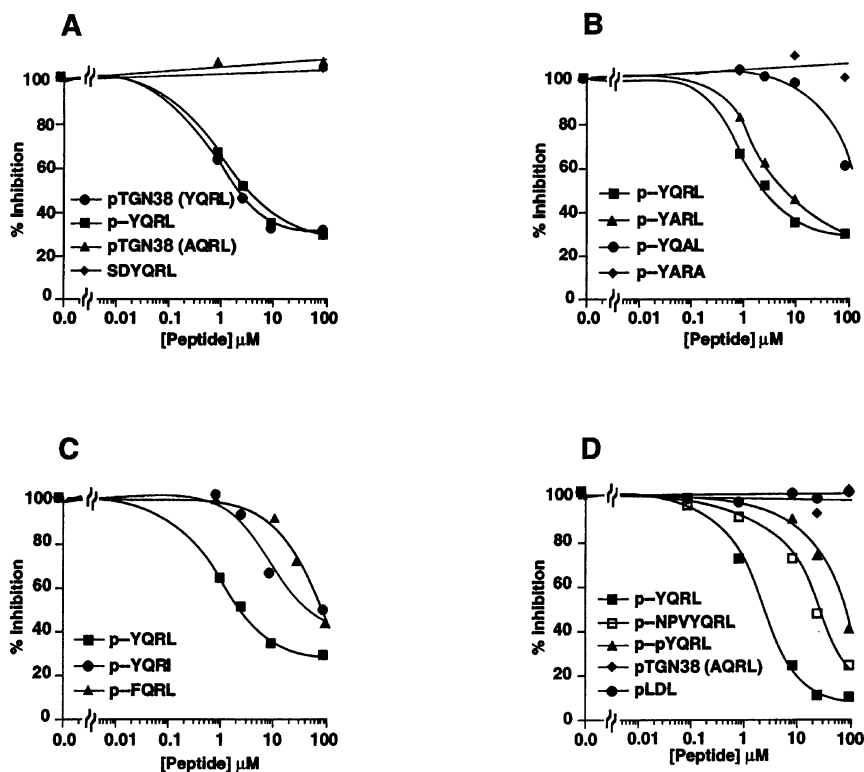 A
% Inhibition
100
80
60
40
20
0
pTGN38 (YQRL)
p–YQRL
pTGN38 (AQRL)
SDYQRL
0.0 0.01 0.1 1 10 100
[Peptide] μM
B
% Inhibition
100
80
60
40
20
0
p–YQRL
p–YARL
p–YQAL
p–YARA
0.0 0.01 0.1 1 10 100
[Peptide] μM
C
% Inhibition
100
80
60
40
20
0
p–YQRL
p–YQRI
p–FQRL
0.0 0.01 0.1 1 10 100
[Peptide] μM
D
% Inhibition
100
80
60
40
20
0
p–YQRL
p–NPVYQRL
p–pYQRL
pTGN38 (AQRL)
pLDL
0.0 0.01 0.1 1 10 100
[Peptide] μM